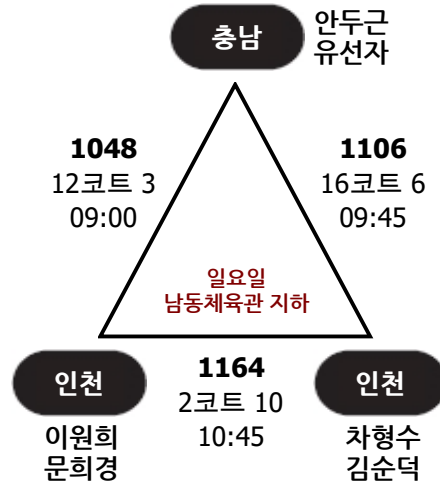 충남
안두근
유선자
1048
12코트 3
09:00
1106
16코트 6
09:45
일요일
남동체육관 지하
인천
이원희
문희경
1164
2코트 10
10:45
인천
차형수
김순덕